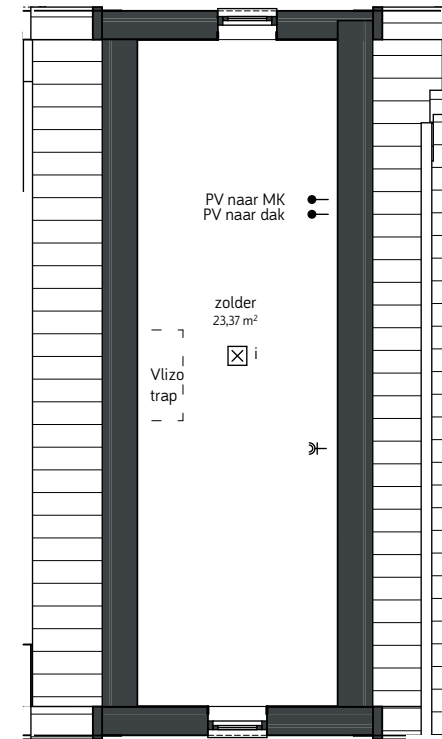 PV naar MK
PV naar dak
zolder
23,37 m²
i
Vlizo
trap